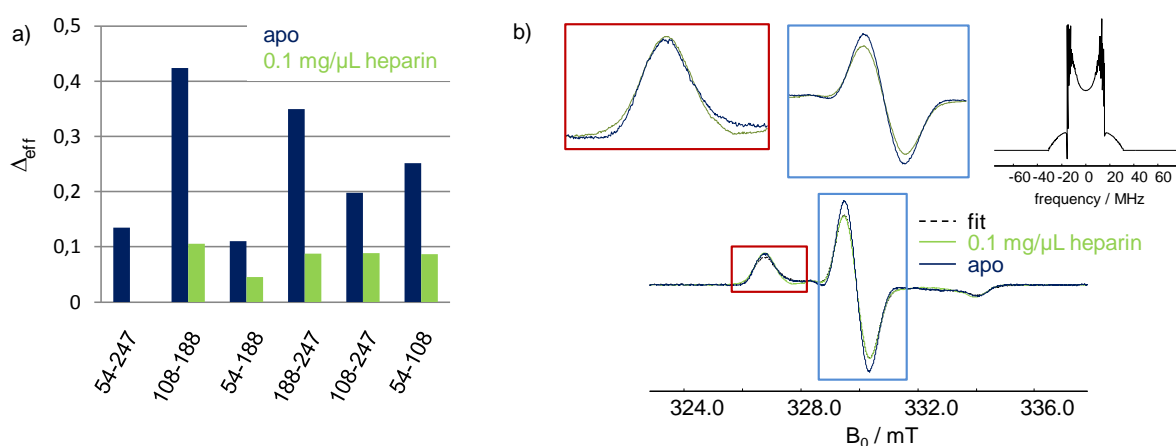 a)
0,5
0,4
0,3
0,2
0,1
0
Δeff
apo
0.1 mg/µL heparin
54-247
108-188
54-188
188-247
108-247
54-108
b)
-60 -40 -20 0 20 40 60
frequency / MHz
fit
0.1 mg/µL heparin
apo
324.0 328.0 332.0 336.0
B0 / mT